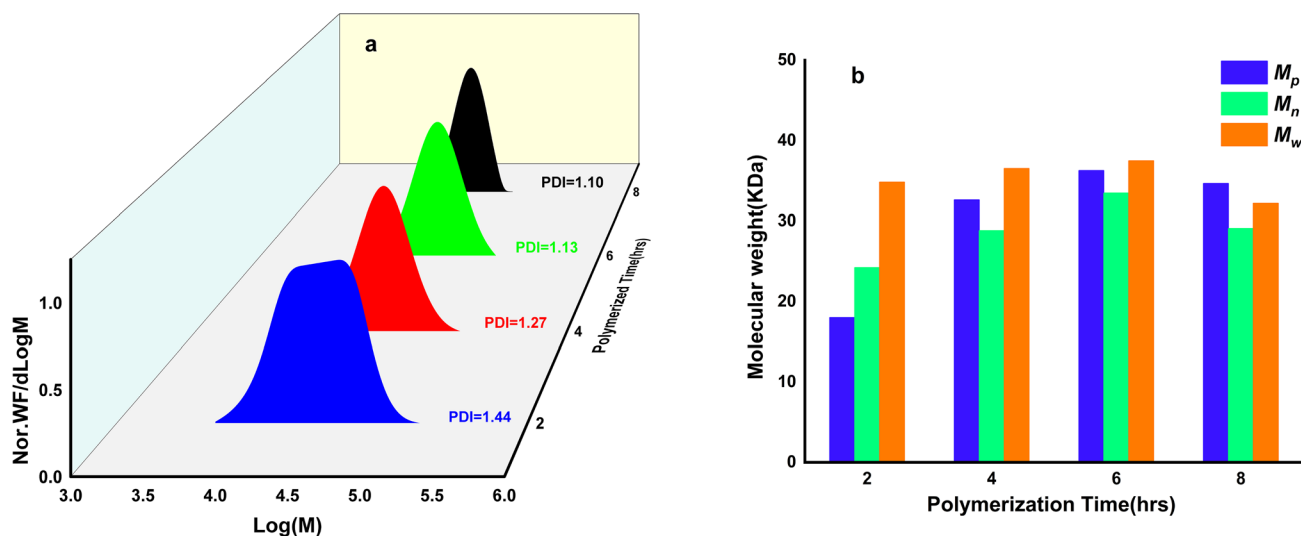 a
Nor.WF/dLogM
1.0
0.5
0.0
3.0 3.5 4.0 4.5 5.0 5.5 6.0
Log(M)
PDI=1.10
PDI=1.13
PDI=1.27
PDI=1.44
8
6
4
2
Polymerized Time(hrs)
b
Molecular weight(KDa)
50
40
30
20
10
0
2 4 6 8
Polymerization Time(hrs)
Mp
Mn
Mw